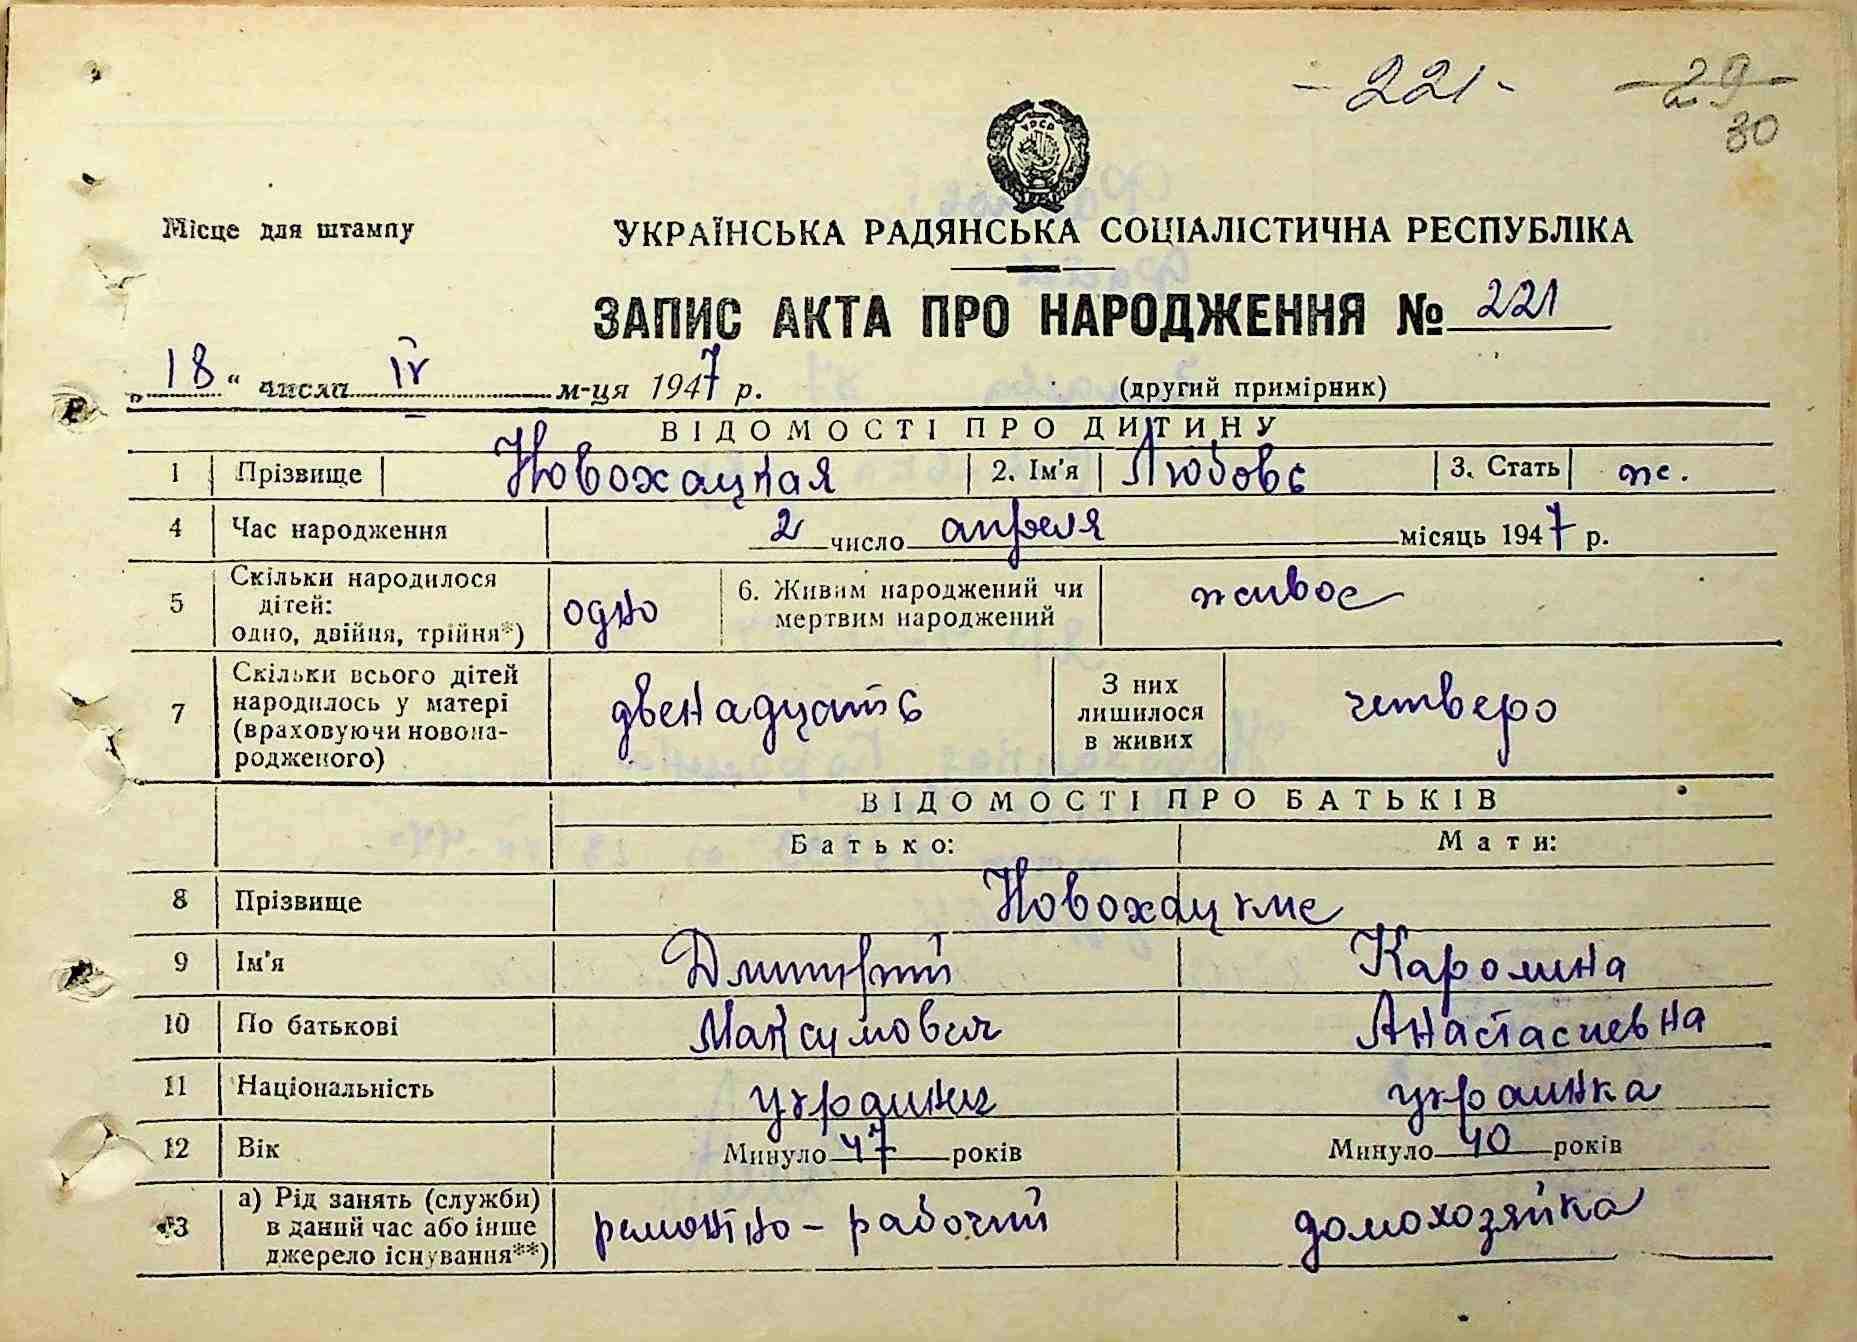 - 221 - 29
30
УРСР
Місце для штампу
УКРАЇНСЬКА РАДЯНСЬКА СОЦІАЛІСТИЧНА РЕСПУБЛІКА
ЗАПИС АКТА ПРО НАРОДЖЕННЯ № 221
„ 18 “ числа IV м-ця 1947 р. (другий примірник)
ВІДОМОСТІ ПРО ДИТИНУ
1 Прізвище Новохацкая 2. Ім'я Любовь 3. Стать ж.
4 Час народження 2 число апреля місяць 1947 р.
5 Скільки народилося дітей: одно, двійня, трійня*) одно 6. Живим народжений чи мертвим народжений живое
7 Скільки всього дітей народилось у матері (враховуючи новонародженого) двенадцать З них лишилося в живих четверо
ВІДОМОСТІ ПРО БАТЬКІВ
Батько: Мати:
8 Прізвище Новохацкие
9 Ім'я Дмитрий Каролина
10 По батькові Максимович Анастасиевна
11 Національність украинец украинка
12 Вік Минуло 47 років Минуло 40 років
13 а) Рід занять (служби) в даний час або інше джерело існування**) ремонтно - рабочий домохозяйка